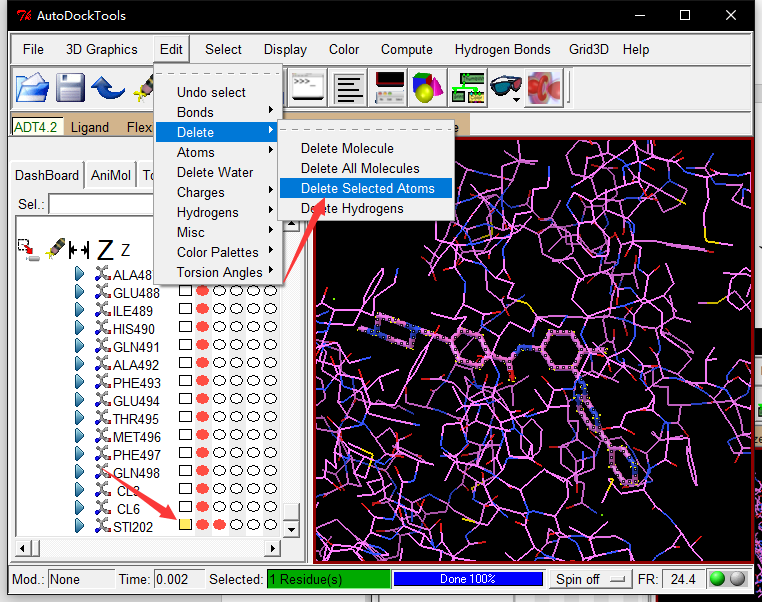 AutoDockTools
File 3D Graphics Edit Select Display Color Compute Hydrogen Bonds Grid3D Help
Undo select
Bonds
Delete
Atoms
Delete Water
Charges
Hydrogens
Misc
Color Palettes
Torsion Angles
Delete Molecule
Delete All Molecules
Delete Selected Atoms
Delete Hydrogens
>>>_
ADT4.2 Ligand Flex
DashBoard AniMol
Sel.:
Z Z
ALA487
GLU488
ILE489
HIS490
GLN491
ALA492
PHE493
GLU494
THR495
MET496
PHE497
GLN498
CL6
STI202
Mod.: None Time: 0.002 Selected: 1 Residue(s) Done 100% Spin off FR: 24.4